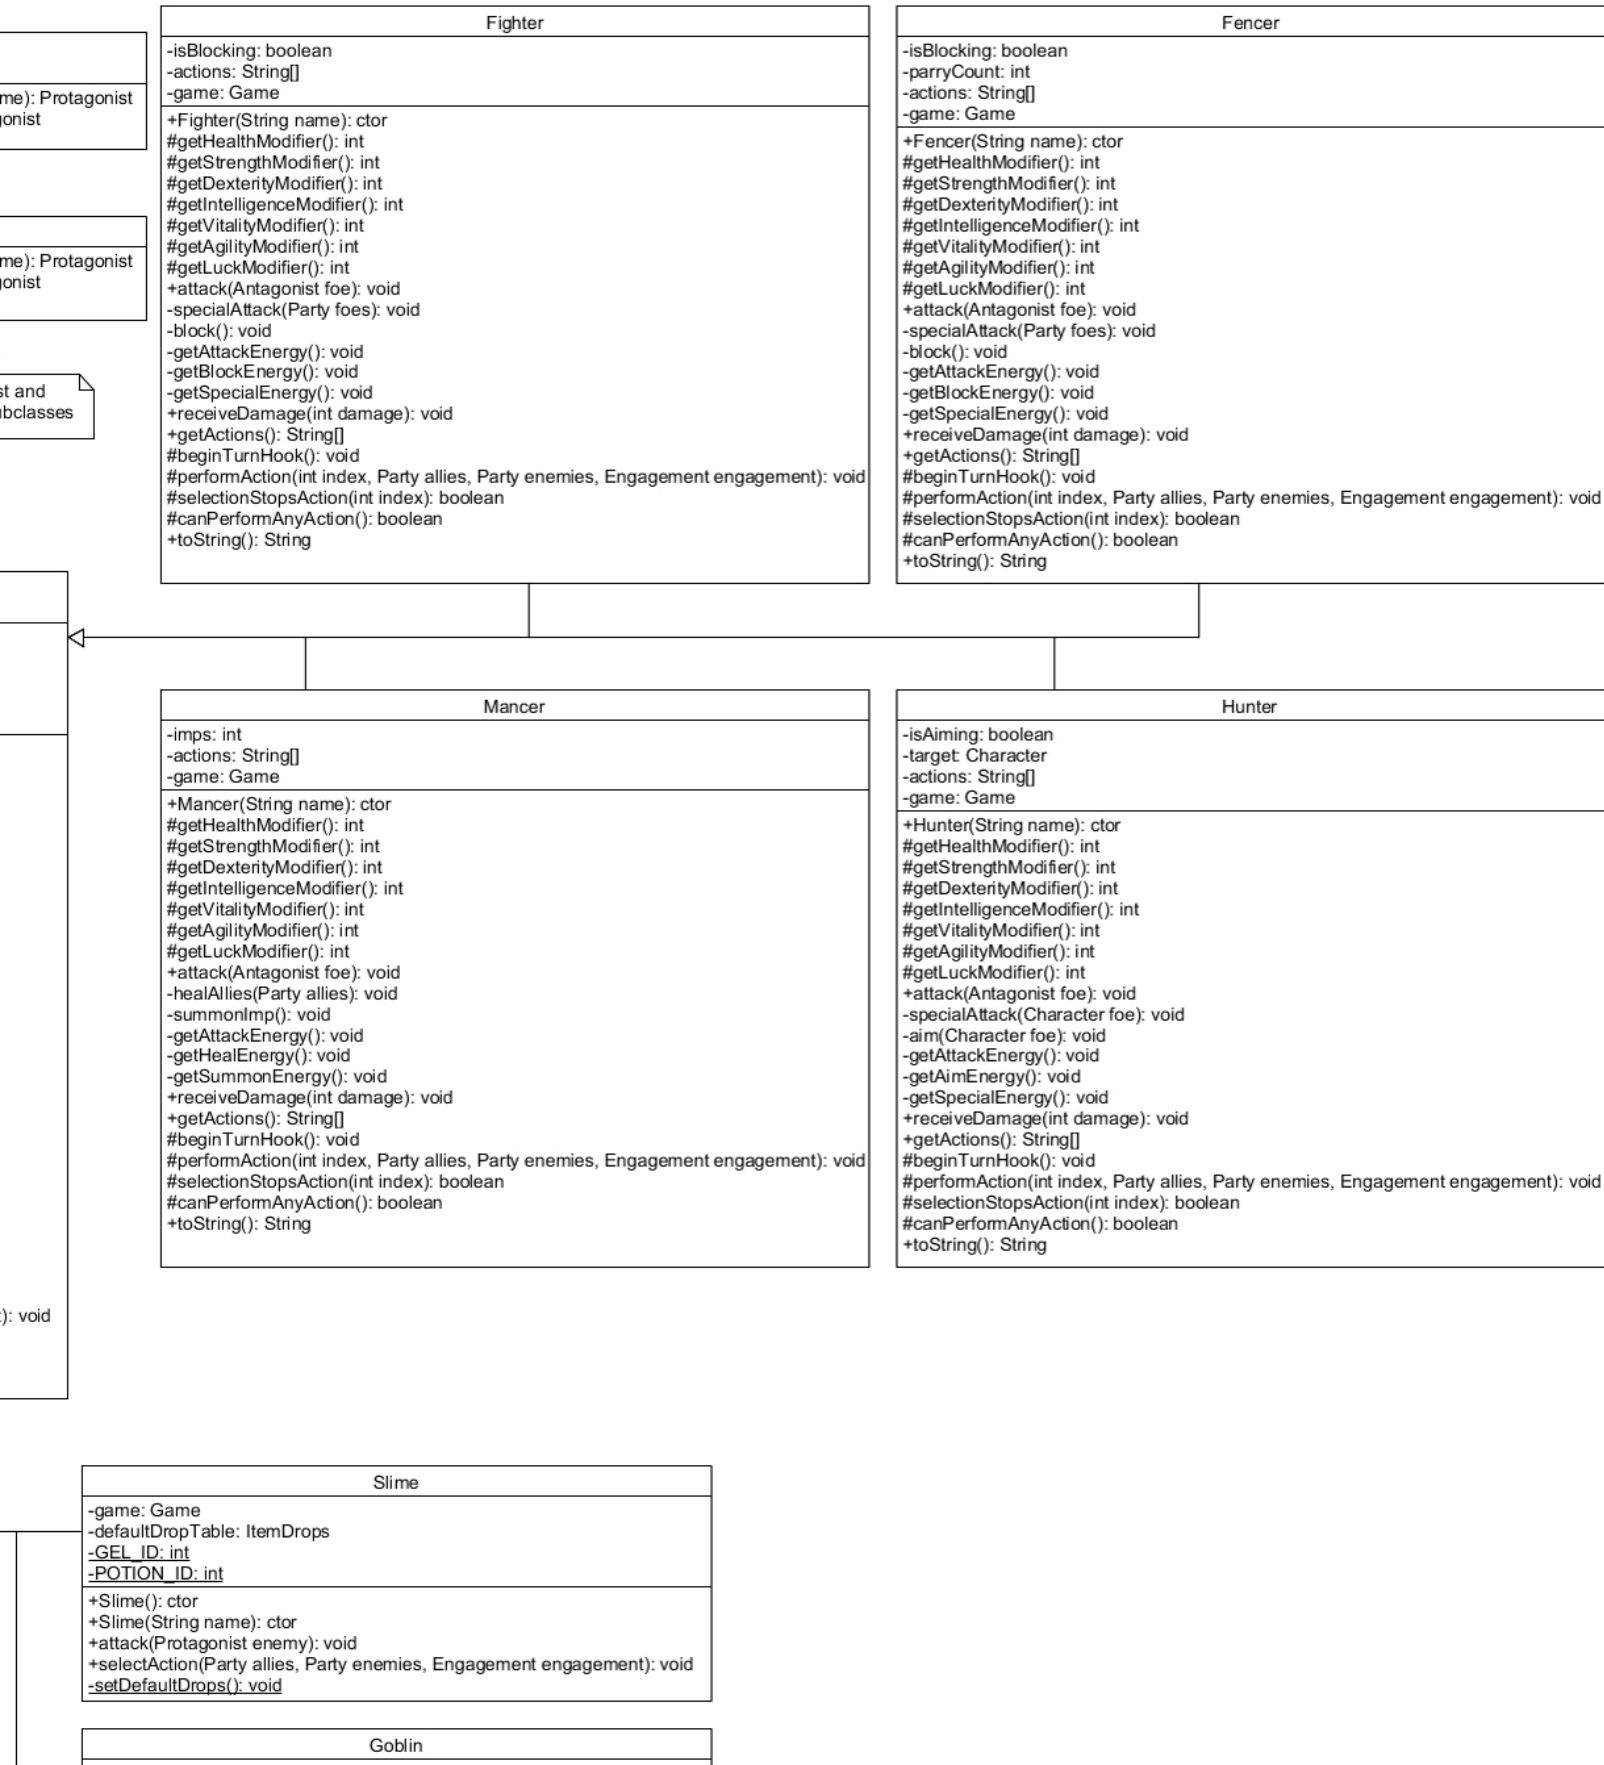 me): Protagonist
gonist
me): Protagonist
gonist
st and
ubclasses
): void
Fighter
-isBlocking: boolean
-actions: String[]
-game: Game
+Fighter(String name): ctor
#getHealthModifier(): int
#getStrengthModifier(): int
#getDexterityModifier(): int
#getIntelligenceModifier(): int
#getVitalityModifier(): int
#getAgilityModifier(): int
#getLuckModifier(): int
+attack(Antagonist foe): void
-specialAttack(Party foes): void
-block(): void
-getAttackEnergy(): void
-getBlockEnergy(): void
-getSpecialEnergy(): void
+receiveDamage(int damage): void
+getActions(): String[]
#beginTurnHook(): void
#performAction(int index, Party allies, Party enemies, Engagement engagement): void
#selectionStopsAction(int index): boolean
#canPerformAnyAction(): boolean
+toString(): String
Fencer
-isBlocking: boolean
-parryCount: int
-actions: String[]
-game: Game
+Fencer(String name): ctor
#getHealthModifier(): int
#getStrengthModifier(): int
#getDexterityModifier(): int
#getIntelligenceModifier(): int
#getVitalityModifier(): int
#getAgilityModifier(): int
#getLuckModifier(): int
+attack(Antagonist foe): void
-specialAttack(Party foes): void
-block(): void
-getAttackEnergy(): void
-getBlockEnergy(): void
-getSpecialEnergy(): void
+receiveDamage(int damage): void
+getActions(): String[]
#beginTurnHook(): void
#performAction(int index, Party allies, Party enemies, Engagement engagement): void
#selectionStopsAction(int index): boolean
#canPerformAnyAction(): boolean
+toString(): String
Mancer
-imps: int
-actions: String[]
-game: Game
+Mancer(String name): ctor
#getHealthModifier(): int
#getStrengthModifier(): int
#getDexterityModifier(): int
#getIntelligenceModifier(): int
#getVitalityModifier(): int
#getAgilityModifier(): int
#getLuckModifier(): int
+attack(Antagonist foe): void
-healAllies(Party allies): void
-summonImp(): void
-getAttackEnergy(): void
-getHealEnergy(): void
-getSummonEnergy(): void
+receiveDamage(int damage): void
+getActions(): String[]
#beginTurnHook(): void
#performAction(int index, Party allies, Party enemies, Engagement engagement): void
#selectionStopsAction(int index): boolean
#canPerformAnyAction(): boolean
+toString(): String
Hunter
-isAiming: boolean
-target: Character
-actions: String[]
-game: Game
+Hunter(String name): ctor
#getHealthModifier(): int
#getStrengthModifier(): int
#getDexterityModifier(): int
#getIntelligenceModifier(): int
#getVitalityModifier(): int
#getAgilityModifier(): int
#getLuckModifier(): int
+attack(Antagonist foe): void
-specialAttack(Character foe): void
-aim(Character foe): void
-getAttackEnergy(): void
-getAimEnergy(): void
-getSpecialEnergy(): void
+receiveDamage(int damage): void
+getActions(): String[]
#beginTurnHook(): void
#performAction(int index, Party allies, Party enemies, Engagement engagement): void
#selectionStopsAction(int index): boolean
#canPerformAnyAction(): boolean
+toString(): String
Slime
-game: Game
-defaultDropTable: ItemDrops
-GEL_ID: int
-POTION_ID: int
+Slime(): ctor
+Slime(String name): ctor
+attack(Protagonist enemy): void
+selectAction(Party allies, Party enemies, Engagement engagement): void
-setDefaultDrops(): void
Goblin